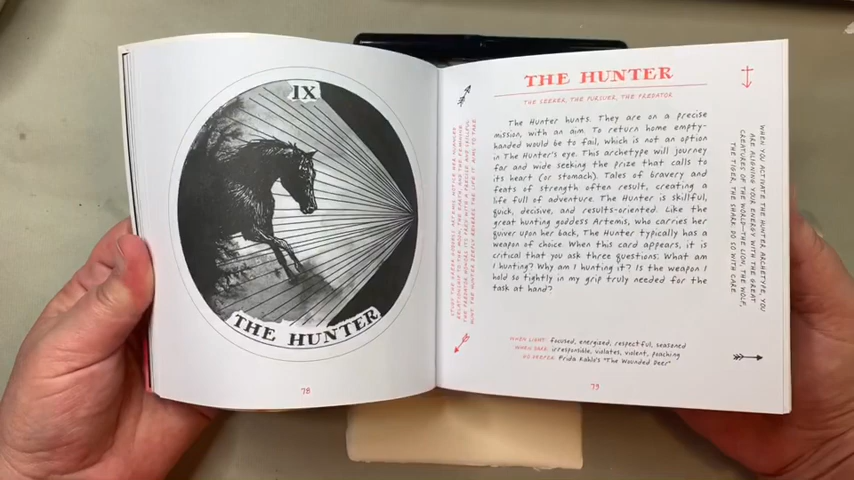 IX
THE HUNTER
78
THE HUNTER
THE SEEKER, THE PURSUER, THE PREDATOR
The Hunter hunts. They are on a precise
mission, with an aim. To return home empty-
handed would be to fail, which is not an option
in The Hunter's eye. This archetype will journey
far and wide seeking the prize that calls to
its heart (or stomach). Tales of bravery and
feats of strength often result, creating a
life full of adventure. The Hunter is skillful,
quick, decisive, and results-oriented. Like the
great hunting goddess Artemis, who carries her
quiver upon her back, The Hunter typically has a
weapon of choice. When this card appears, it is
critical that you ask three questions: What am
I hunting? Why am I hunting it? Is the weapon I
hold so tightly in my grip truly needed for the
task at hand?
WHEN LIGHT: focused, energized, respectful, seasoned
WHEN DARK: irresponsible, violates, violent, poaching
GO DEEPER: Frida Kahlo's "The Wounded Deer"
79
WHEN YOU ACTIVATE THE HUNTER ARCHETYPE, YOU
ARE ALIGNING YOUR ENERGY WITH THE GREAT
CREATURES OF THE WORLD—THE LION, THE WOLF,
THE TIGER, THE SHARK. DO SO WITH CARE.